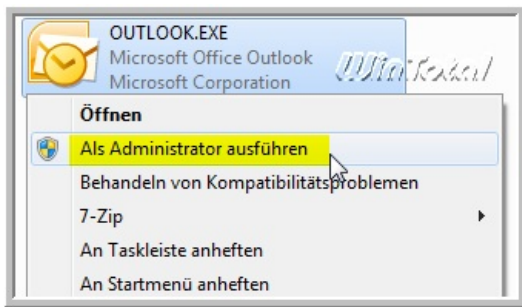 OUTLOOK.EXE
Microsoft Office Outlook
Microsoft Corporation
WinTotal
Öffnen
Als Administrator ausführen
Behandeln von Kompatibilitätsproblemen
7-Zip
An Taskleiste anheften
An Startmenü anheften